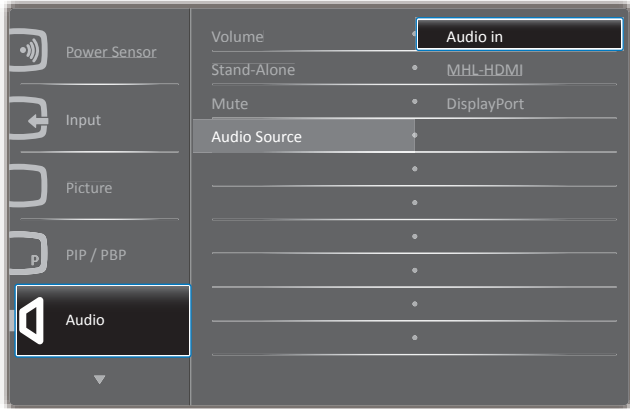 Power Sensor
Input
Picture
P
PIP / PBP
Audio
Volume
Audio in
Stand-Alone
MHL-HDMI
Mute
DisplayPort
Audio Source